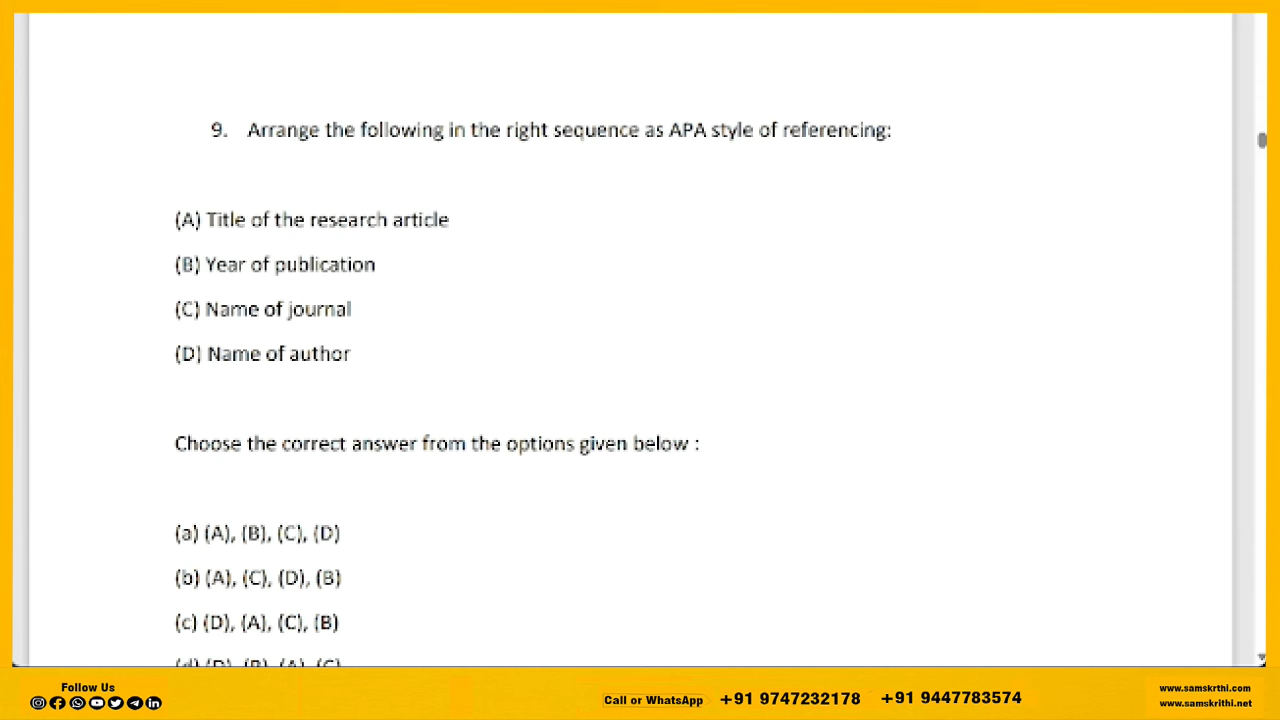 9. Arrange the following in the right sequence as APA style of referencing:
(A) Title of the research article
(B) Year of publication
(C) Name of journal
(D) Name of author
Choose the correct answer from the options given below :
(a) (A), (B), (C), (D)
(b) (A), (C), (D), (B)
(c) (D), (A), (C), (B)
(d) (D), (B), (A), (C)
Follow Us
Call or WhatsApp +91 9747232178 +91 9447783574
www.samskrthi.com
www.samskrithi.net